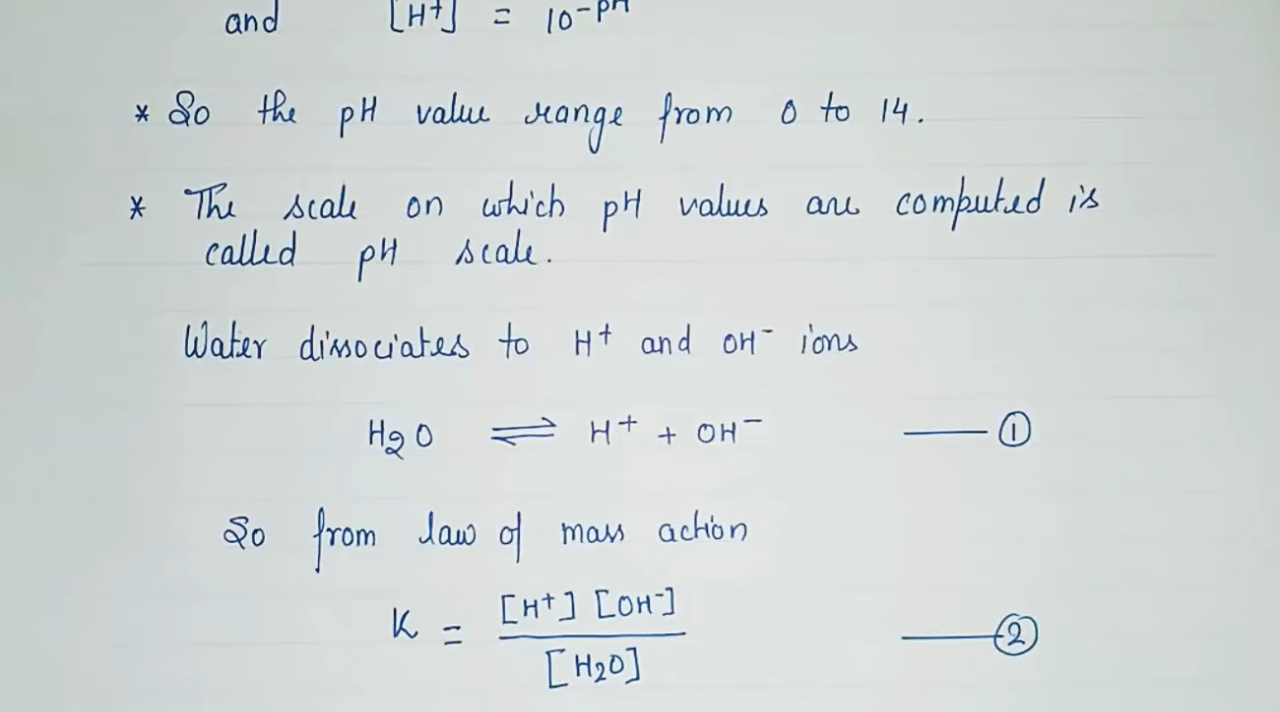 and [H⁺] = 10⁻ᵖᴴ
* So the pH value range from 0 to 14.
* The scale on which pH values are computed is
called pH scale.
Water dissociates to H⁺ and OH⁻ ions
H₂O ⇌ H⁺ + OH⁻ —— ①
So from law of mass action
K = [H⁺] [OH⁻] / [H₂O] —— ②